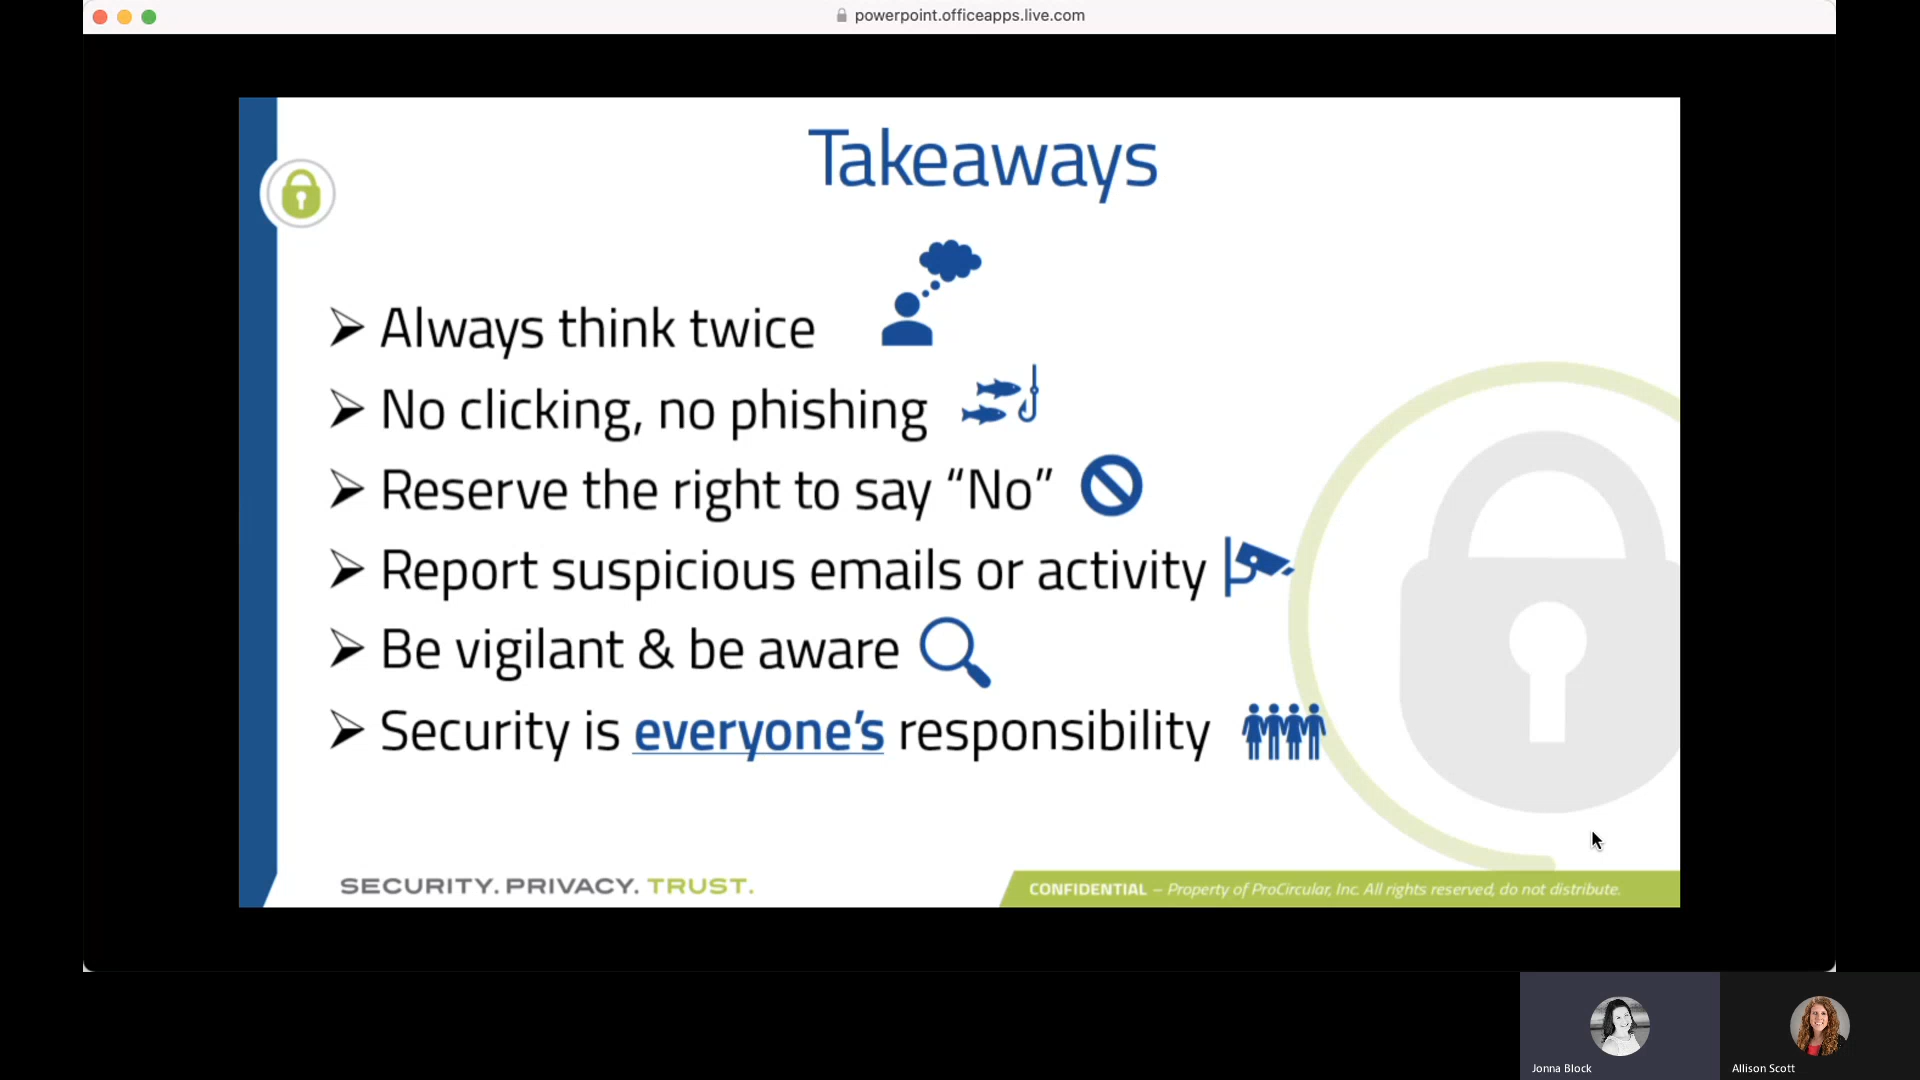 powerpoint.officeapps.live.com
Takeaways
Always think twice
No clicking, no phishing
Reserve the right to say “No”
Report suspicious emails or activity
Be vigilant & be aware
Security is everyone’s responsibility
SECURITY. PRIVACY. TRUST.
CONFIDENTIAL – Property of ProCircular, Inc. All rights reserved, do not distribute.
Jonna Block
Allison Scott